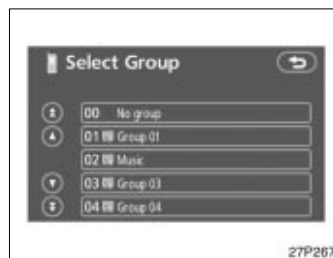 Select Group
00 No group
01 Group 01
02 Music
03 Group 03
04 Group 04
27P267